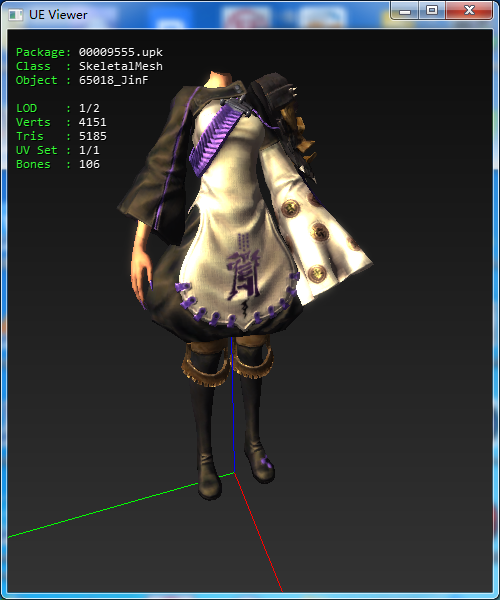 UE Viewer
Package: 00009555.upk
Class : SkeletalMesh
Object : 65018_JinF
LOD : 1/2
Verts : 4151
Tris : 5185
UV Set : 1/1
Bones : 106